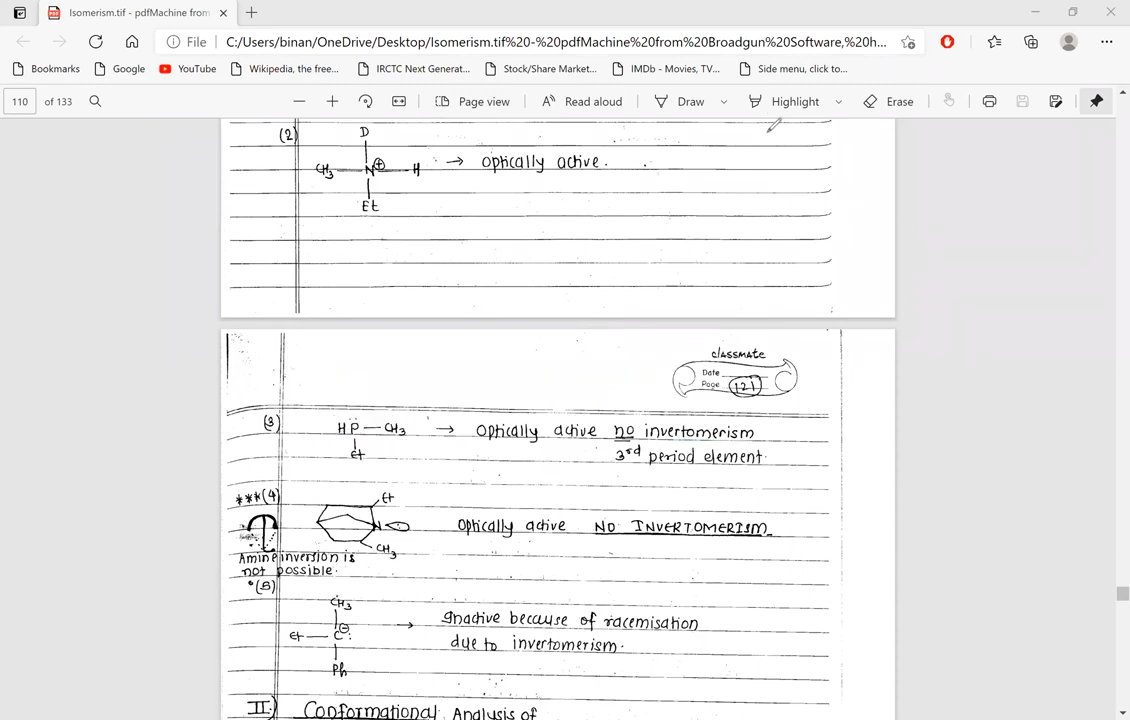 Isomerism.tif - pdfMachine from
File
C:/Users/binan/OneDrive/Desktop/Isomerism.tif%20-%20pdfMachine%20from%20Broadgun%20Software,%20h...
Bookmarks Google YouTube Wikipedia, the free... IRCTC Next Generat... Stock/Share Market... IMDb - Movies, TV... Side menu, click to...
110 of 133 Page view Read aloud Draw Highlight Erase
(2) D
CH3 N ⊕ H → Optically active.
Et
classmate
Date
Page 121
(3) HP̈ — CH3 → Optically active no invertomerism
Et 3rd period element.
***(4) Et
N Optically active NO INVERTOMERISM.
CH3
Amine inversion is
not possible.
(5)
CH3
Et — C: ⊖ → Inactive because of racemisation
due to invertomerism.
Ph
II) Conformational Analysis of